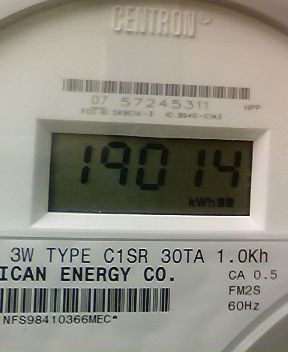 CENTRON®
07 57245311
HPP
19014
kWh
3W TYPE C1SR 30TA 1.0Kh
ICAN ENERGY CO.
CA 0.5
FM2S
60Hz
NFS98410366MEC*